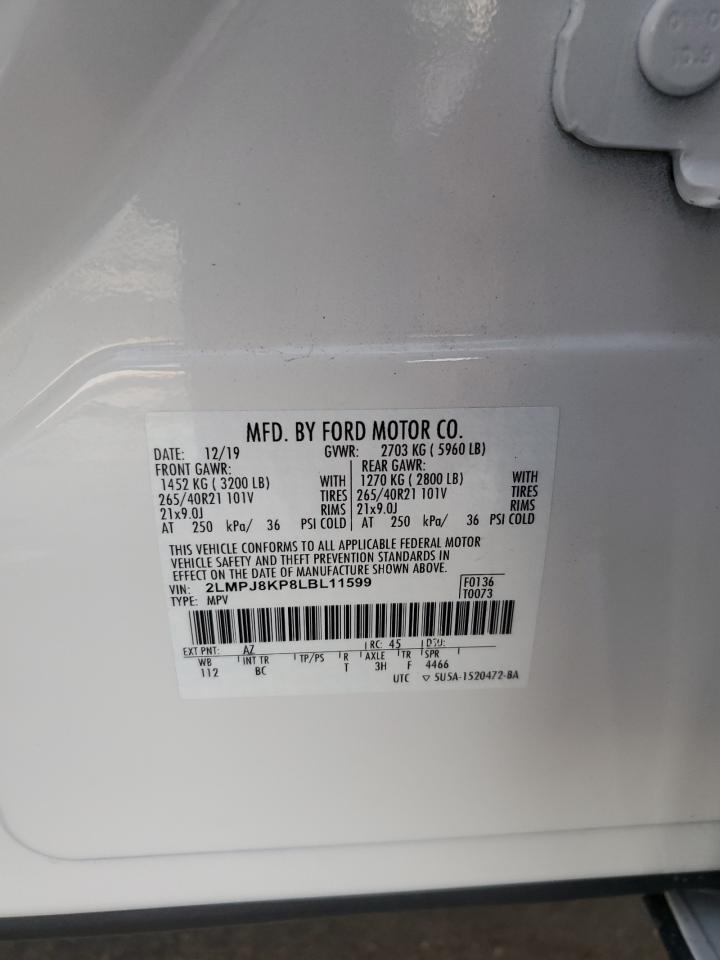 10.9
MFD. BY FORD MOTOR CO.
DATE: 12/19 GVWR: 2703 KG ( 5960 LB)
FRONT GAWR: REAR GAWR:
1452 KG ( 3200 LB) WITH 1270 KG ( 2800 LB) WITH
265/40R21 101V TIRES 265/40R21 101V TIRES
21x9.0J RIMS 21x9.0J RIMS
AT 250 kPa/ 36 PSI COLD AT 250 kPa/ 36 PSI COLD
THIS VEHICLE CONFORMS TO ALL APPLICABLE FEDERAL MOTOR
VEHICLE SAFETY AND THEFT PREVENTION STANDARDS IN
EFFECT ON THE DATE OF MANUFACTURE SHOWN ABOVE.
VIN: 2LMPJ8KP8LBL11599 F0136
TYPE: MPV T0073
EXT PNT: AZ RC: 45 DSO:
WB INT TR TP/PS R AXLE TR SPR
112 BC T 3H F 4466
UTC ▽ 5U5A-1520472-BA